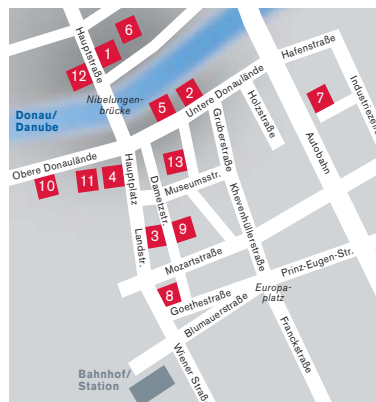 6
Hauptstraße
1
12
Hafenstraße
Nibelungen-
brücke
5
2
Untere Donaulände
7
Industriezeile
Donau/
Danube
Gruberstraße
Holzstraße
Autobahn
Obere Donaulände
10
11
4
Hauptplatz
Dametzstr.
13
Museumsstr.
Khevenhüllerstraße
Landstr.
3
9
Mozartstraße
Prinz-Eugen-Str.
8
Goethestraße
Europa-
platz
Blumauerstraße
Franckstraße
Wiener Straß
Bahnhof/
Station